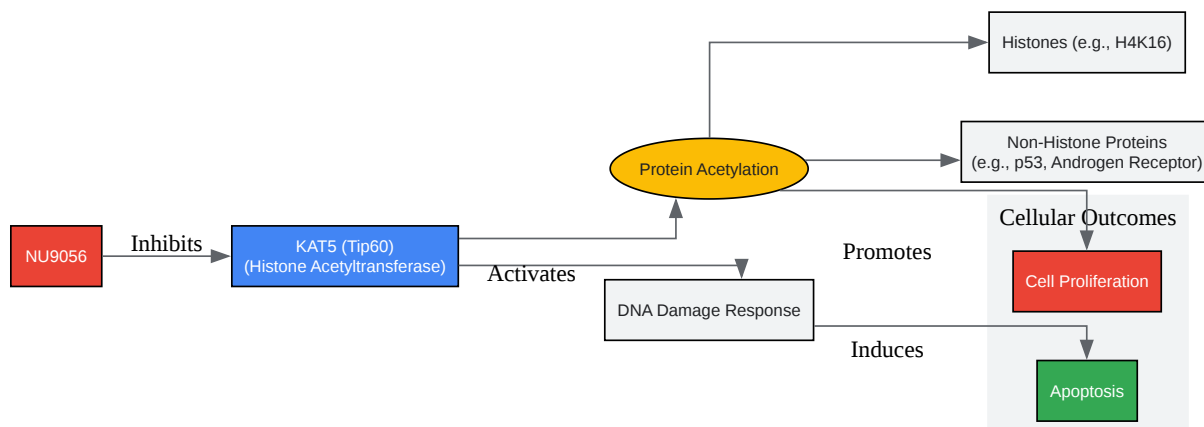 Histones (e.g., H4K16)
Non-Histone Proteins
(e.g., p53, Androgen Receptor)
Protein Acetylation
Cellular Outcomes
NU9056
Inhibits
KAT5 (Tip60)
(Histone Acetyltransferase)
Activates
Promotes
Cell Proliferation
DNA Damage Response
Induces
Apoptosis